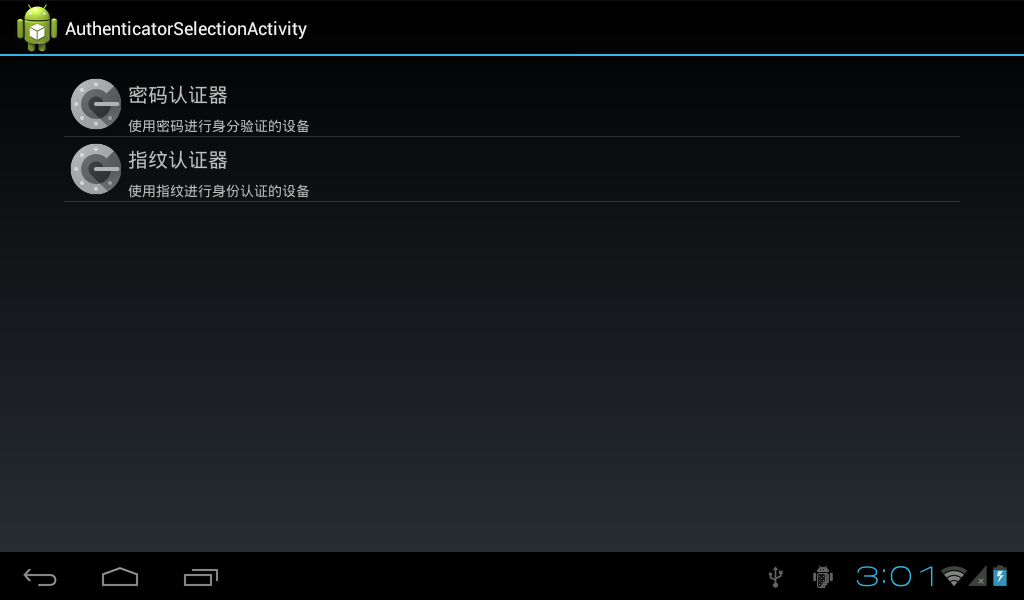 AuthenticatorSelectionActivity
密码认证器
使用密码进行身分验证的设备
指纹认证器
使用指纹进行身份认证的设备
3:01